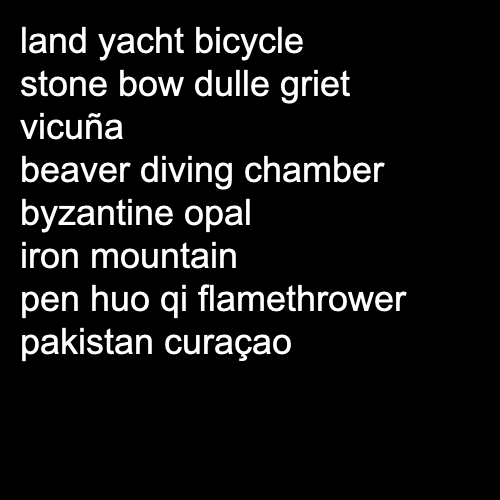 land yacht bicycle
stone bow dulle griet
vicuña
beaver diving chamber
byzantine opal
iron mountain
pen huo qi flamethrower
pakistan curaçao